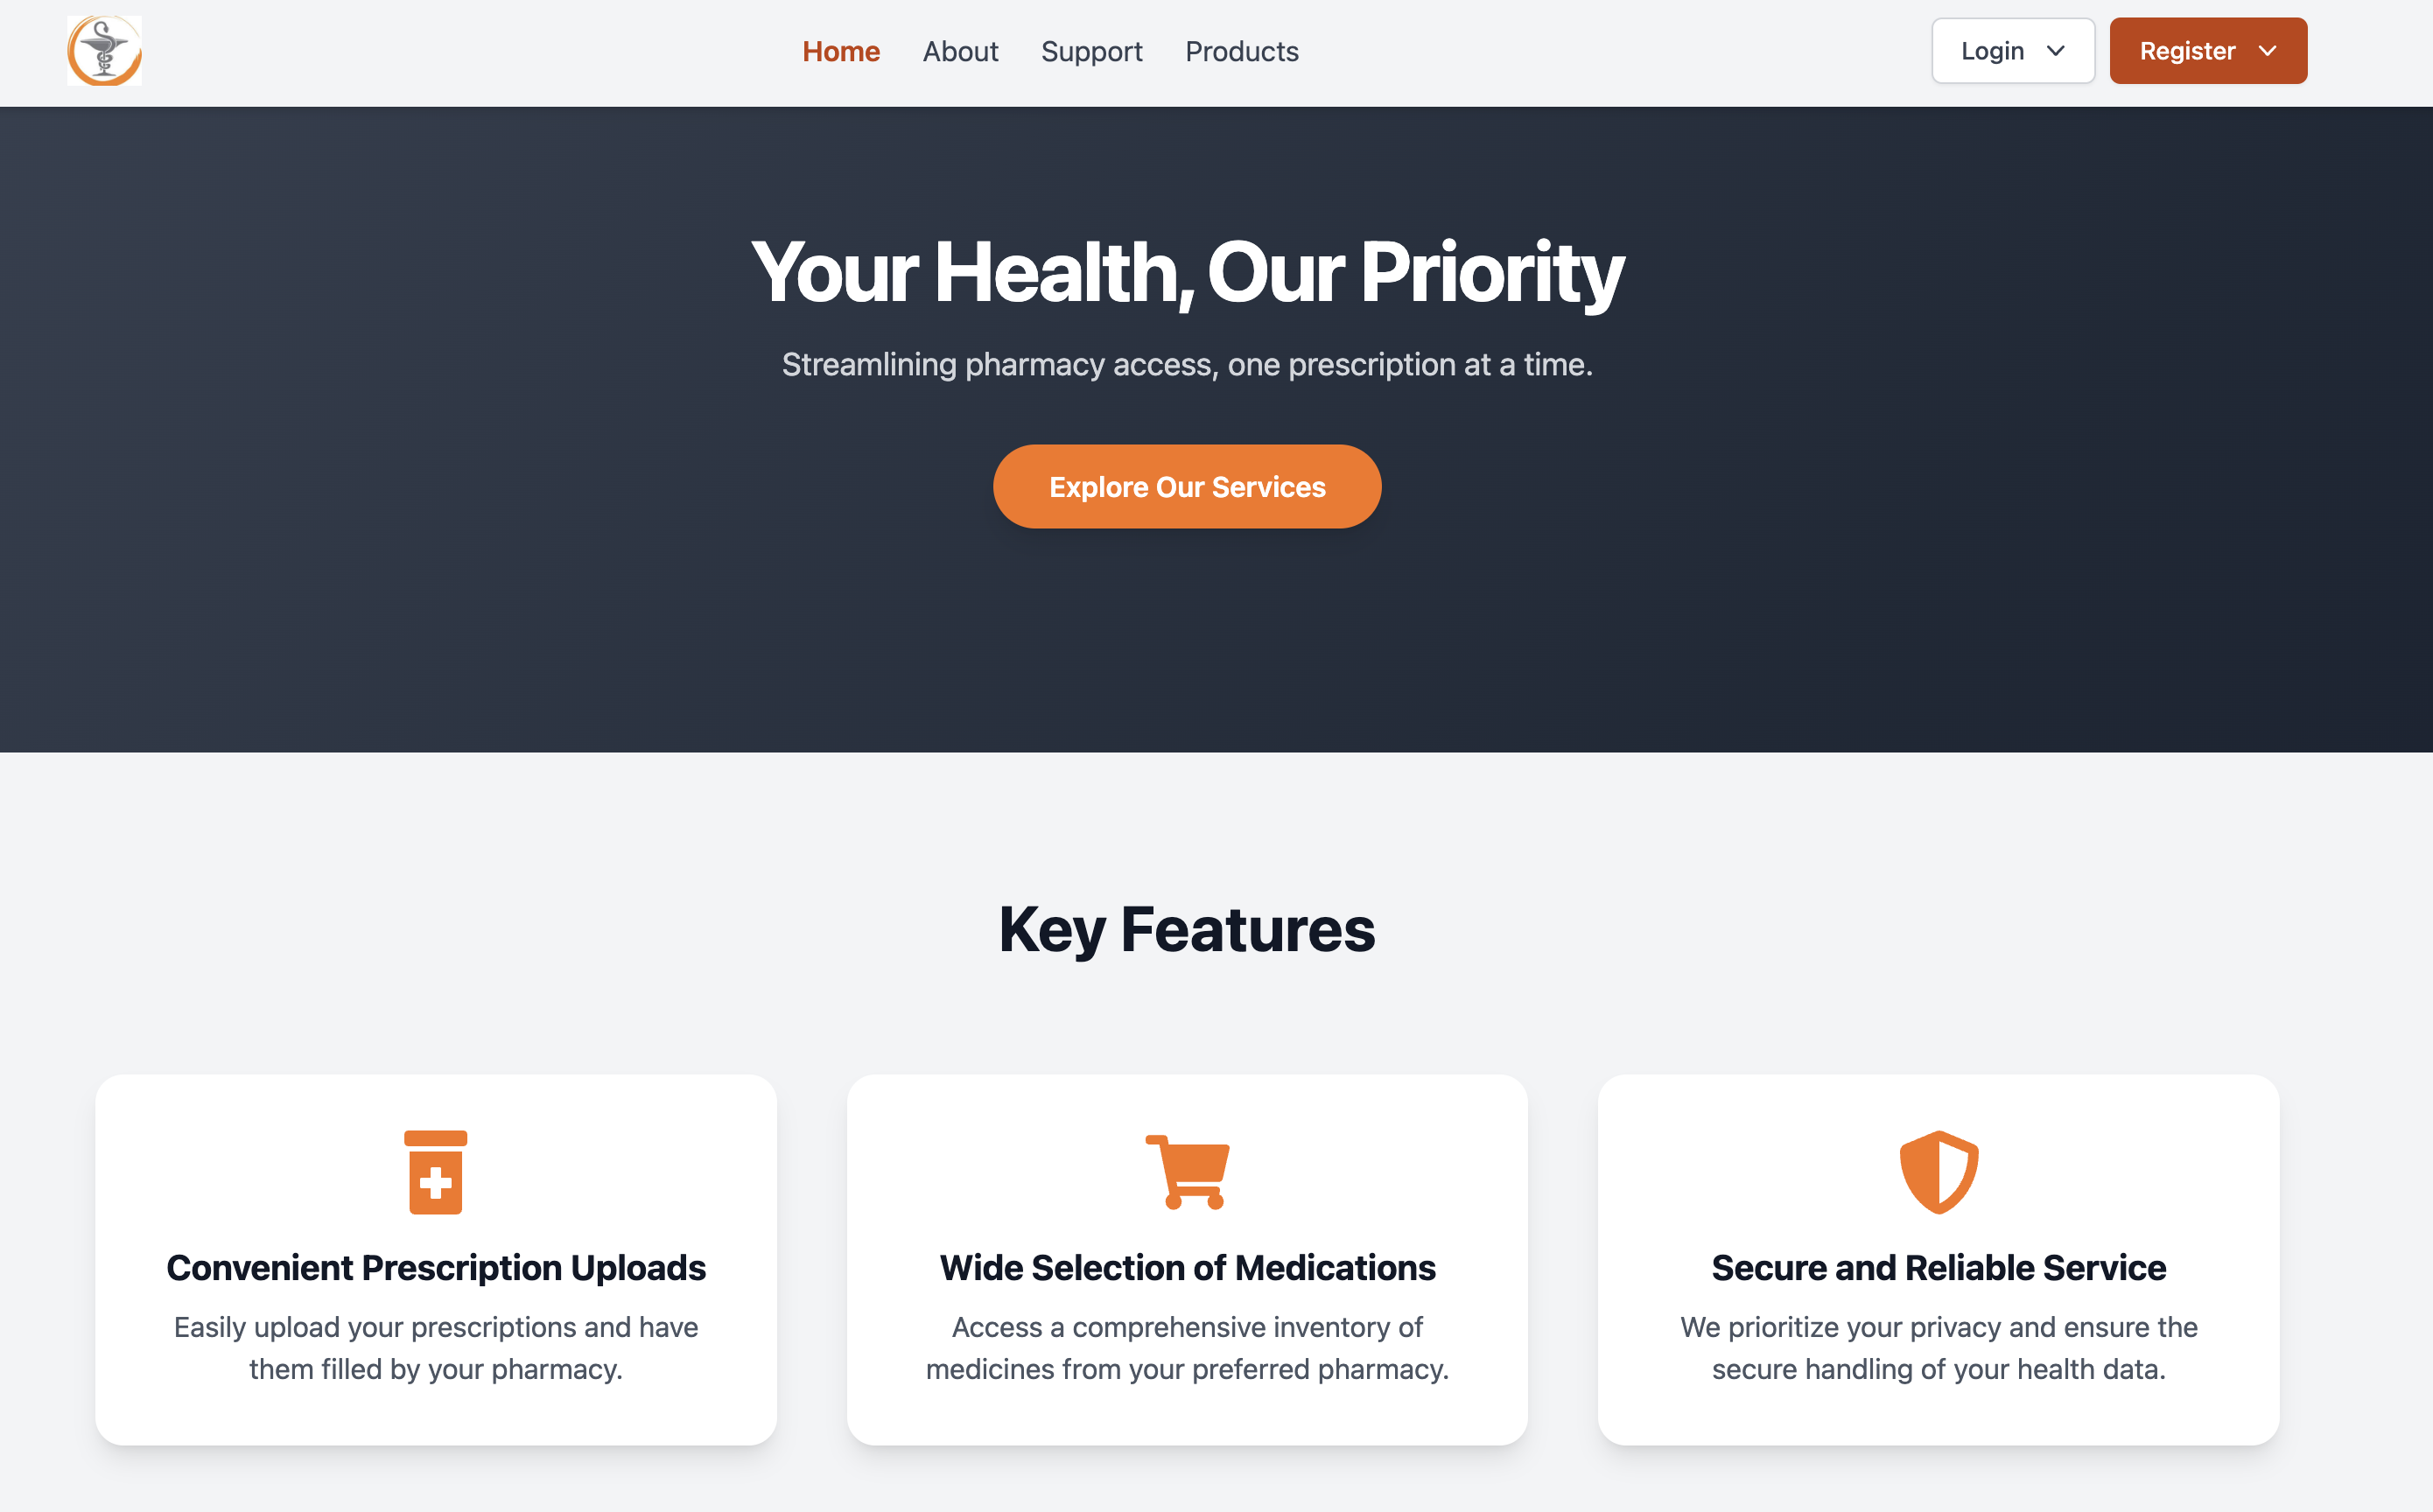 Home About Support Products Login Register
Your Health, Our Priority
Streamlining pharmacy access, one prescription at a time.
Explore Our Services
Key Features
Convenient Prescription Uploads
Easily upload your prescriptions and have
them filled by your pharmacy.
Wide Selection of Medications
Access a comprehensive inventory of
medicines from your preferred pharmacy.
Secure and Reliable Service
We prioritize your privacy and ensure the
secure handling of your health data.